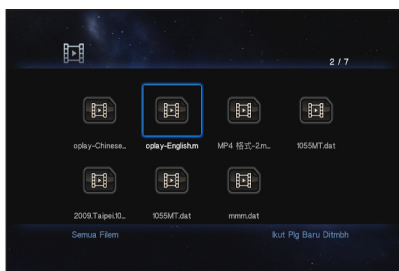 2 / 7
oplay-Chinese...
oplay-English.m
MP4 格式-2.m...
1055MT.dat
2009.Taipei.10...
1055MT.dat
mmm.dat
Semua Filem
Ikut Plg Baru Ditmbh